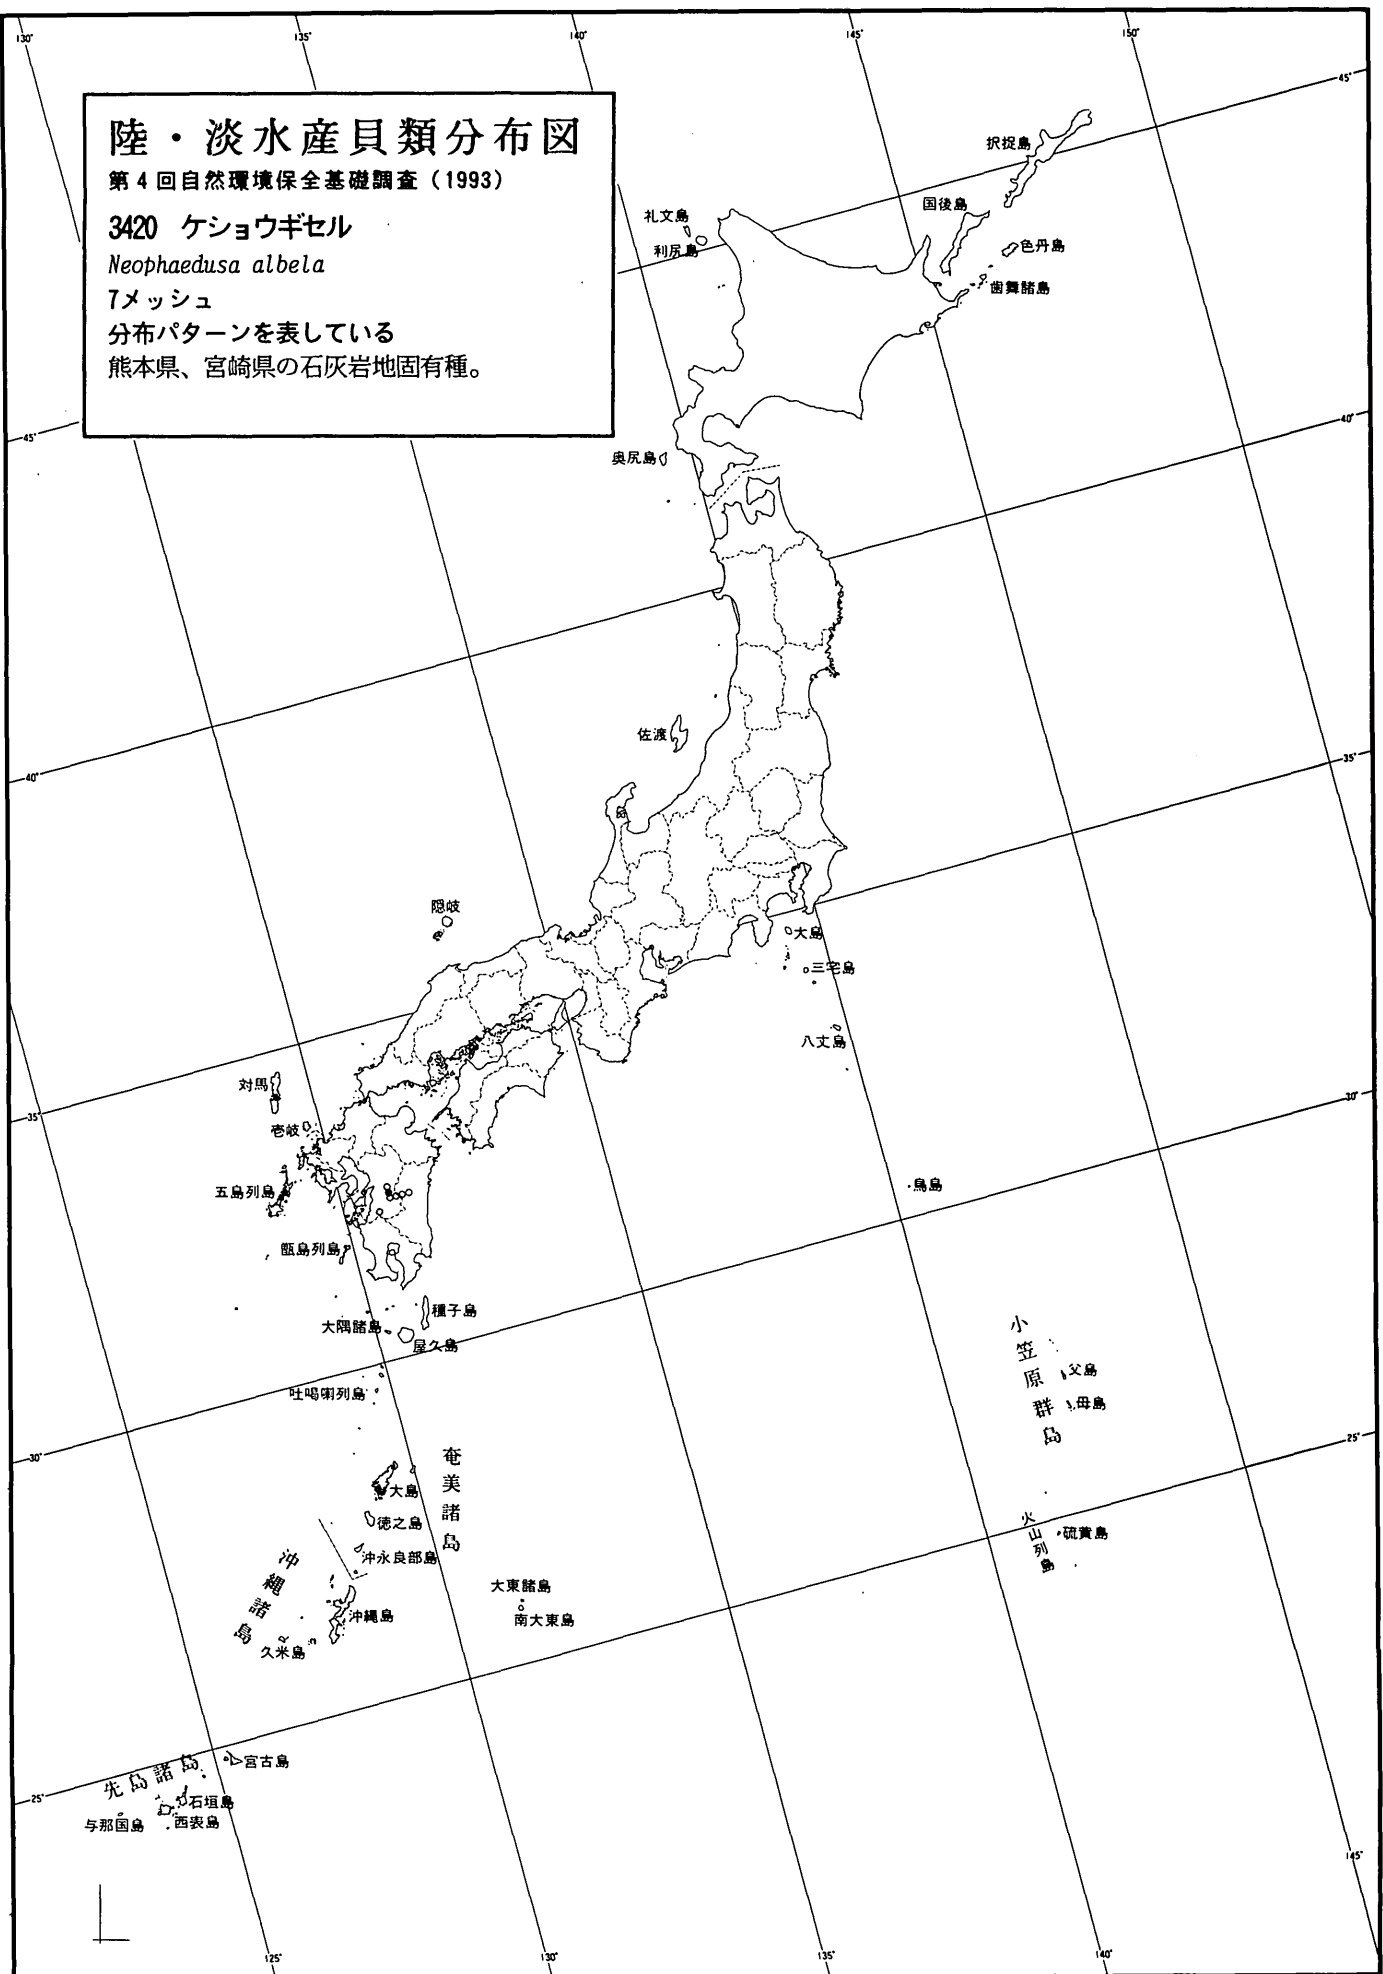 130°
135°
140°
145°
150°
45°
陸・淡水産貝類分布図
第4回自然環境保全基礎調査（1993）
3420 ケショウギセル
Neophaedusa albela
7メッシュ
分布パターンを表している
熊本県、宮崎県の石灰岩地固有種。
択捉島
国後島
色丹島
歯舞諸島
礼文島
利尻島
45°
40°
奥尻島
佐渡
40°
35°
隠岐
大島
三宅島
八丈島
対馬
35°
壱岐
30°
五島列島
鳥島
甑島列島
種子島
大隅諸島
屋久島
吐噶喇列島
小笠原群島
父島
母島
30°
25°
奄美諸島
大島
徳之島
沖永良部島
火山列島
硫黄島
沖縄諸島
沖縄島
久米島
大東諸島
南大東島
先島諸島
宮古島
石垣島
西表島
与那国島
25°
145°
125°
130°
135°
140°